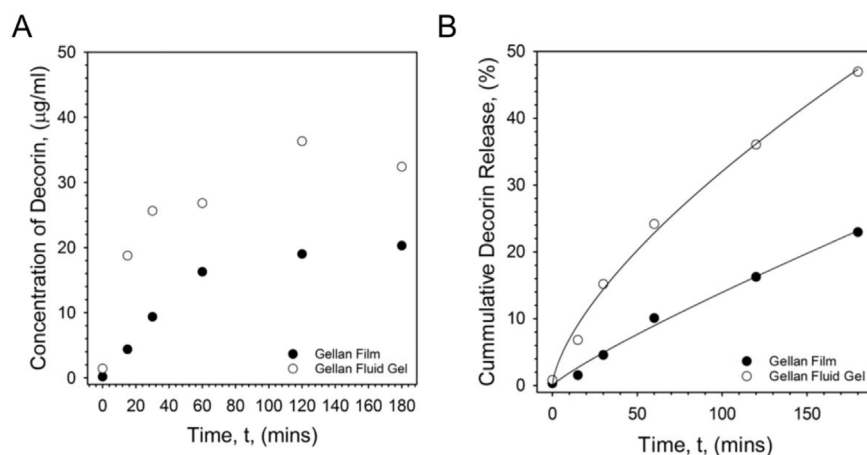 A
50
40
30
20
10
0
Concentration of Decorin, (μg/ml)
Gellan Film
Gellan Fluid Gel
0 20 40 60 80 100 120 140 160 180
Time, t, (mins)
B
50
40
30
20
10
0
Cummulative Decorin Release, (%)
Gellan Film
Gellan Fluid Gel
0 50 100 150
Time, t, (mins)